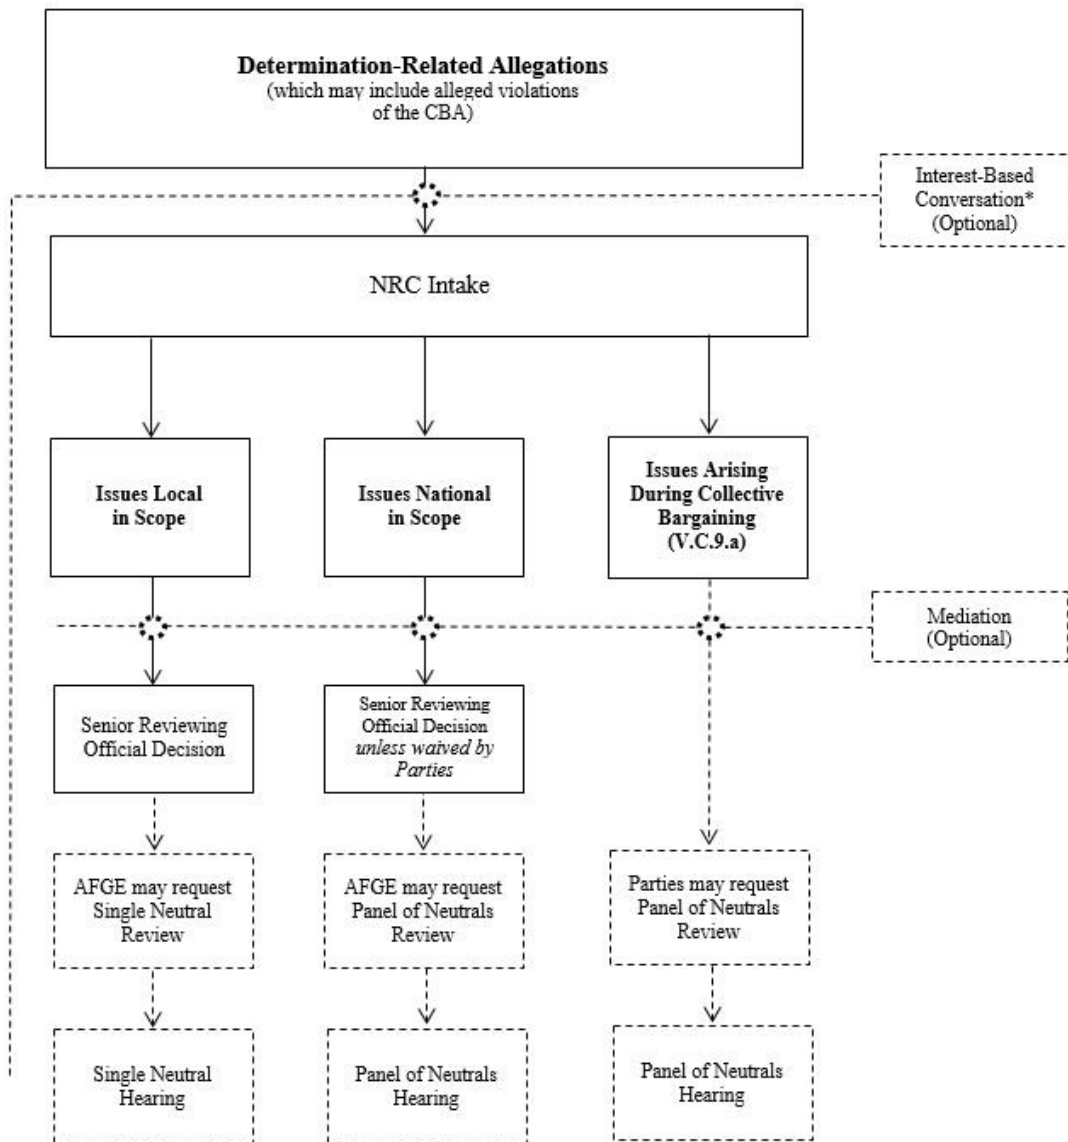 Determination-Related Allegations
(which may include alleged violations
of the CBA)
Interest-Based
Conversation*
(Optional)
NRC Intake
Issues Local
in Scope
Issues National
in Scope
Issues Arising
During Collective
Bargaining
(V.C.9.a)
Mediation
(Optional)
Senior Reviewing
Official Decision
Senior Reviewing
Official Decision
unless waived by
Parties
AFGE may request
Single Neutral
Review
AFGE may request
Panel of Neutrals
Review
Parties may request
Panel of Neutrals
Review
Single Neutral
Hearing
Panel of Neutrals
Hearing
Panel of Neutrals
Hearing